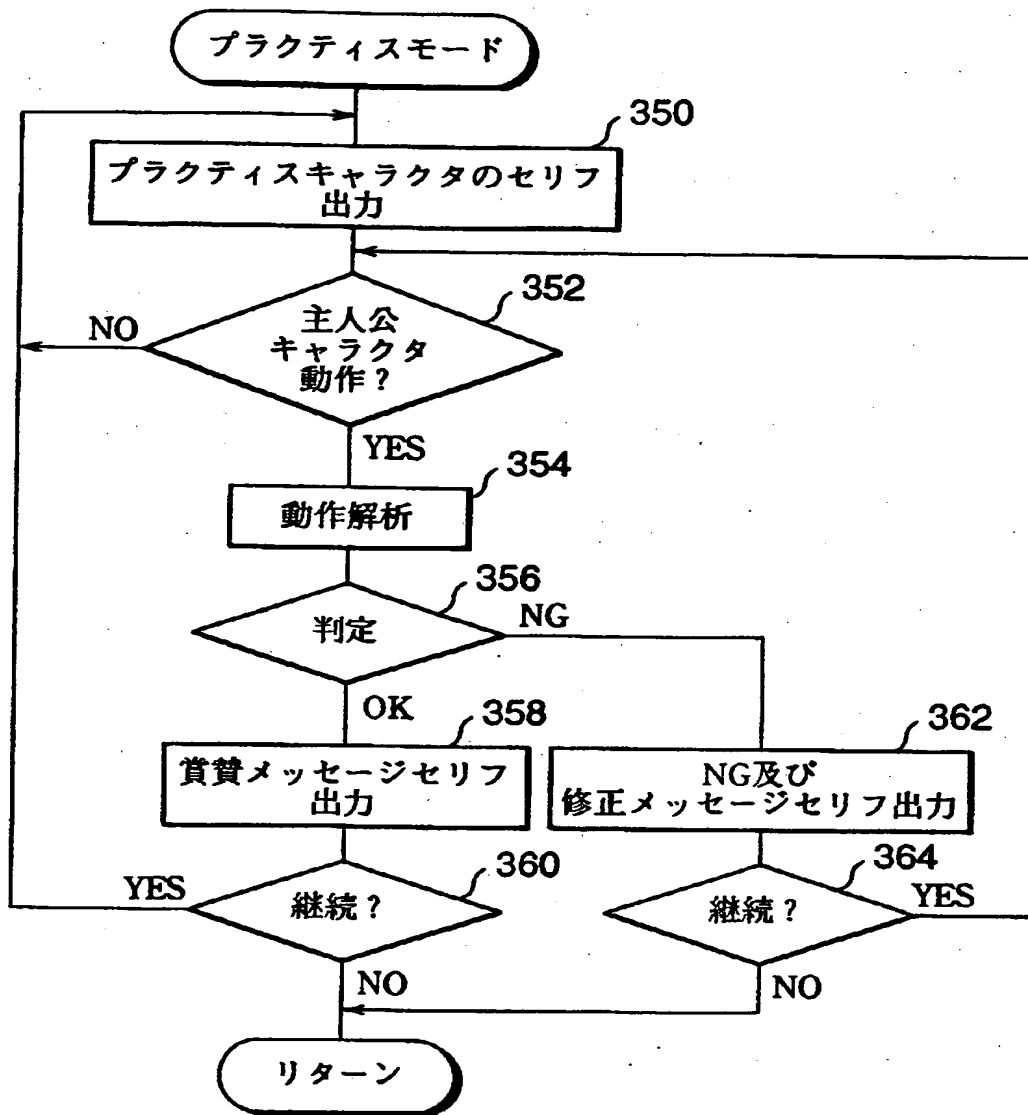 プラクティスモード
350
プラクティスキャラクタのセリフ
出力
352
主人公
キャラクタ
動作？
NO
YES
354
動作解析
356
判定
NG
OK
358
賞賛メッセージセリフ
出力
362
NG及び
修正メッセージセリフ出力
360
継続？
YES
NO
364
継続？
YES
NO
リターン